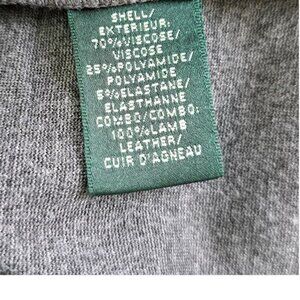 SHELL/
EXTERIEUR:
70%VISCOSE/
VISCOSE
25%POLYAMIDE/
POLYAMIDE
5%ELASTANE/
ELASTHANNE
COMBO/COMBO:
100%LAMB
LEATHER/
CUIR D'AGNEAU